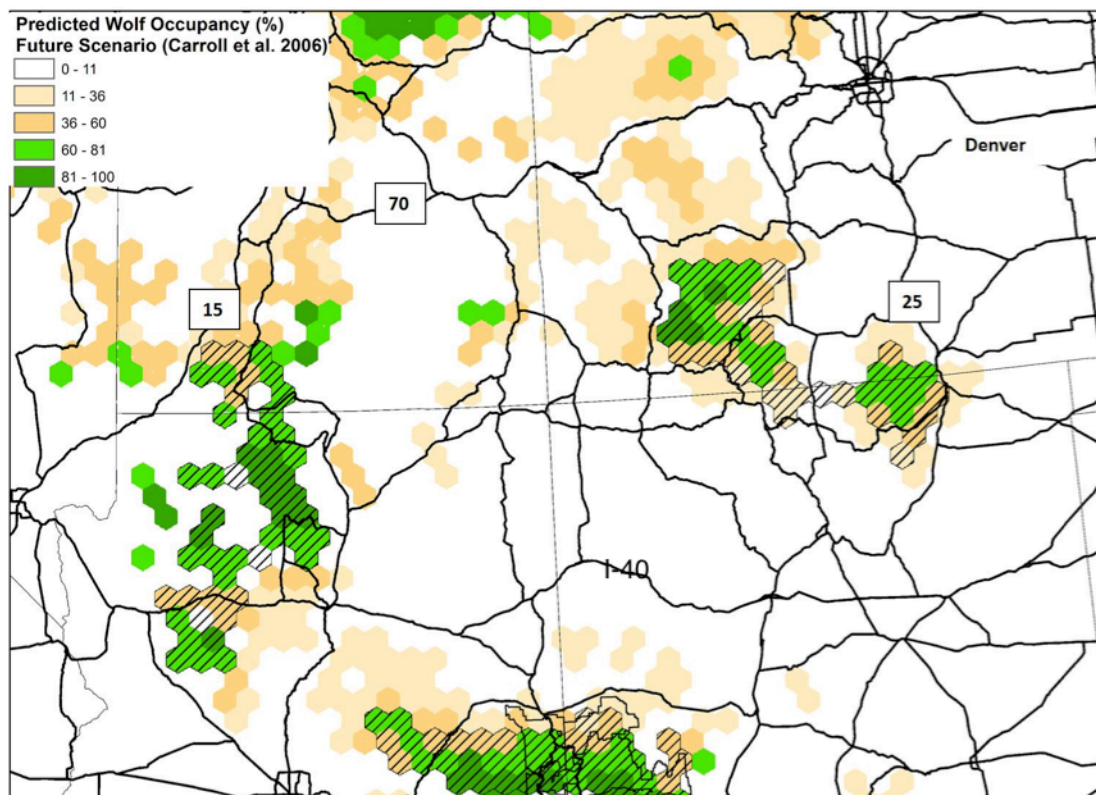 Predicted Wolf Occupancy (%)
Future Scenario (Carroll et al. 2006)
0 - 11
11 - 36
36 - 60
60 - 81
81 - 100
Denver
70
15
25
I-40